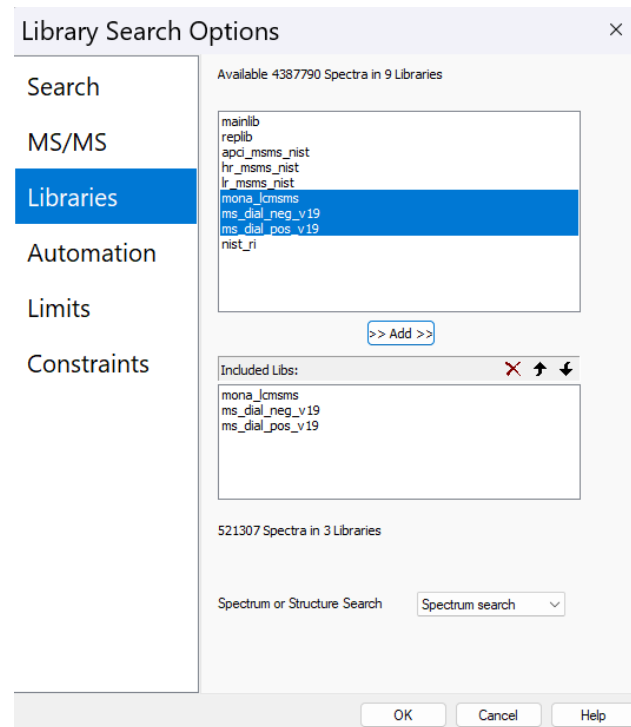 Library Search Options
Search
MS/MS
Libraries
Automation
Limits
Constraints
Available 4387790 Spectra in 9 Libraries
mainlib
replib
apci_msms_nist
hr_msms_nist
lr_msms_nist
mona_lcmsms
ms_dial_neg_v19
ms_dial_pos_v19
nist_ri
>> Add >>
Included Libs:
mona_lcmsms
ms_dial_neg_v19
ms_dial_pos_v19
521307 Spectra in 3 Libraries
Spectrum or Structure Search Spectrum search
OK Cancel Help